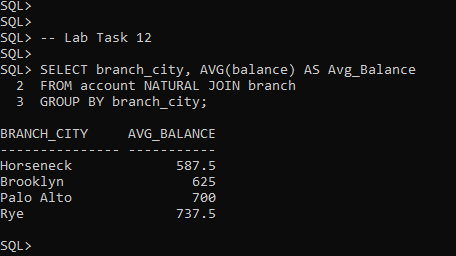 SQL>
SQL>
SQL> -- Lab Task 12
SQL>
SQL> SELECT branch_city, AVG(balance) AS Avg_Balance
  2  FROM account NATURAL JOIN branch
  3  GROUP BY branch_city;
BRANCH_CITY     AVG_BALANCE
--------------- -----------
Horseneck             587.5
Brooklyn                625
Palo Alto               700
Rye                   737.5
SQL>